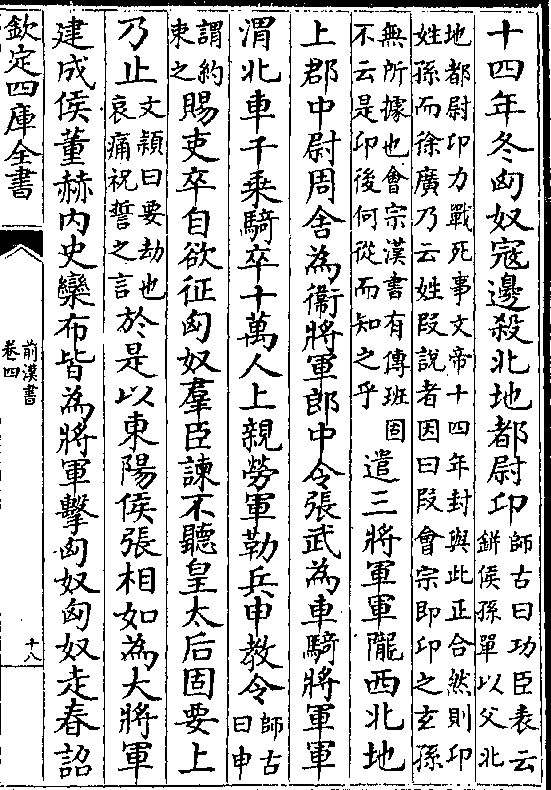 十四年冬匈奴寇邊殺北地都尉卬師古曰功臣表云缾侯孫單以父北
地都尉卬力戰死事文帝十四年封與此正合然則卬姓孫而徐廣乃云姓叚說者因曰叚會宗即卬之玄孫
無所據也會宗漢書有傳班固不云是卬後何從而知之乎遣三將軍軍隴西北地
上郡中尉周舎為衞將軍郎中令張武為車騎將軍軍
渭北車千乗騎卒十萬人上親勞軍勒兵申教令師古曰申
謂約束之賜吏卒自欲征匈奴羣臣諫不聽皇太后固要上
乃止文穎曰要劫也哀痛祝誓之言於是以東陽侯張相如為大將軍
建成侯董赫内史欒布皆為將軍擊匈奴匈奴走春詔
欽定四庫全書
前漢書
卷四
十八